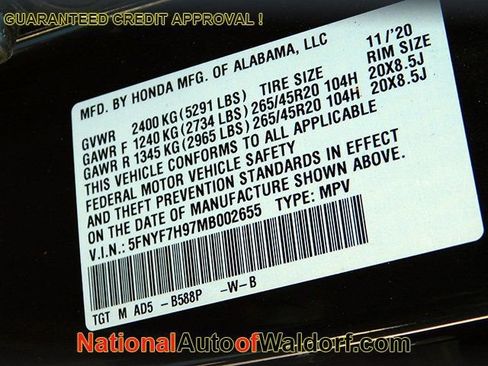 GUARANTEED CREDIT APPROVAL !
MFD. BY HONDA MFG. OF ALABAMA, LLC 11/'20
GVWR 2400 KG (5291 LBS) TIRE SIZE RIM SIZE
GAWR F 1240 KG (2734 LBS) 265/45R20 104H 20X8.5J
GAWR R 1345 KG (2965 LBS) 265/45R20 104H 20X8.5J
THIS VEHICLE CONFORMS TO ALL APPLICABLE
FEDERAL MOTOR VEHICLE SAFETY
AND THEFT PREVENTION STANDARDS IN EFFECT
ON THE DATE OF MANUFACTURE SHOWN ABOVE.
V.I.N.: 5FNYF7H97MB002655 TYPE: MPV
TGT M AD5 -B588P -W-B
NationalAutoofWaldorf.com